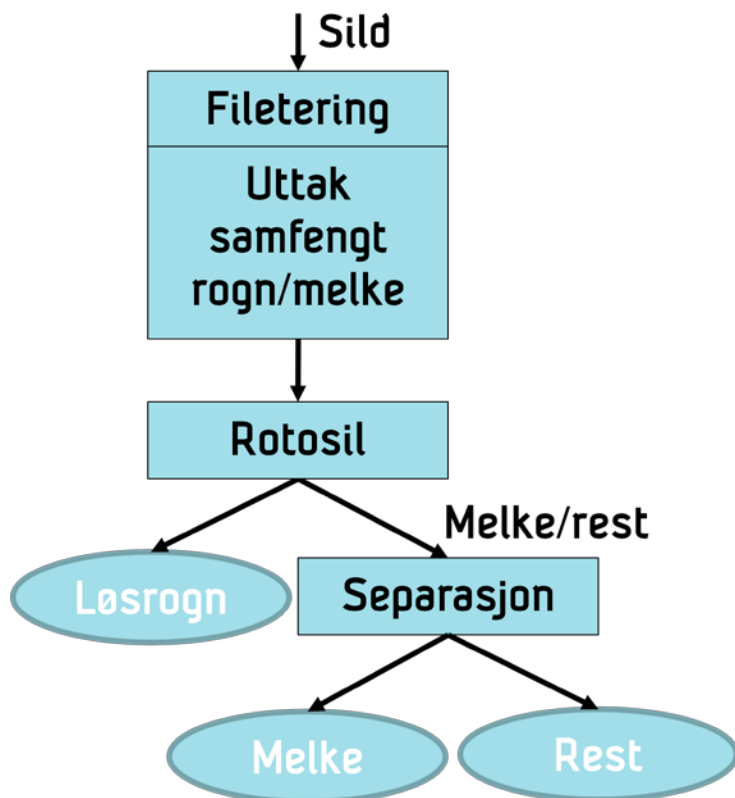 Sild
Filetering
Uttak
samfengt
rogn/melke
Rotosil
Melke/rest
Løsrogn
Separasjon
Melke
Rest